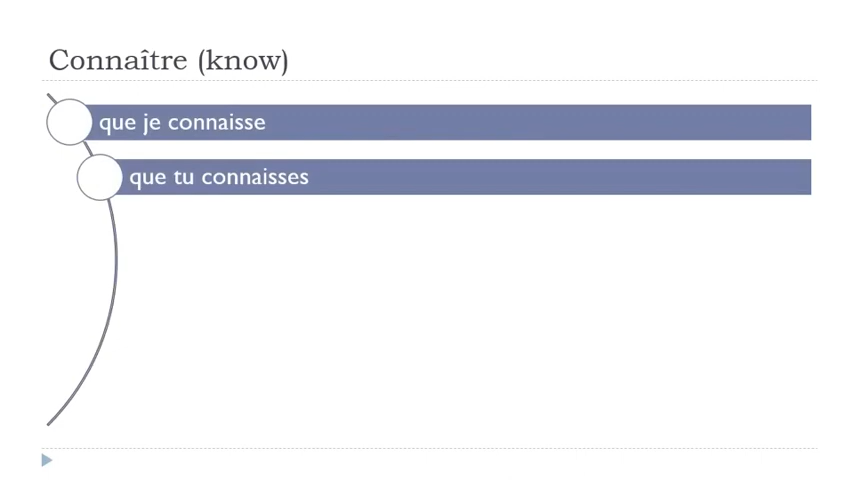 Connaître (know)
que je connaisse
que tu connaisses